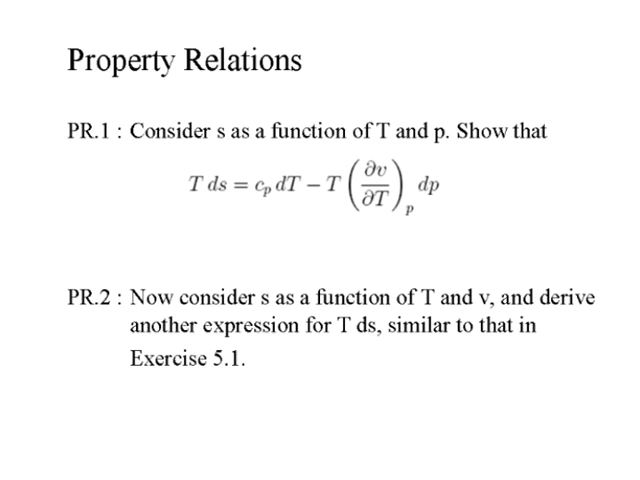 Property Relations
PR.1 : Consider s as a function of T and p. Show that
T ds = c_p dT − T (∂v/∂T)_p dp
PR.2 : Now consider s as a function of T and v, and derive
another expression for T ds, similar to that in
Exercise 5.1.